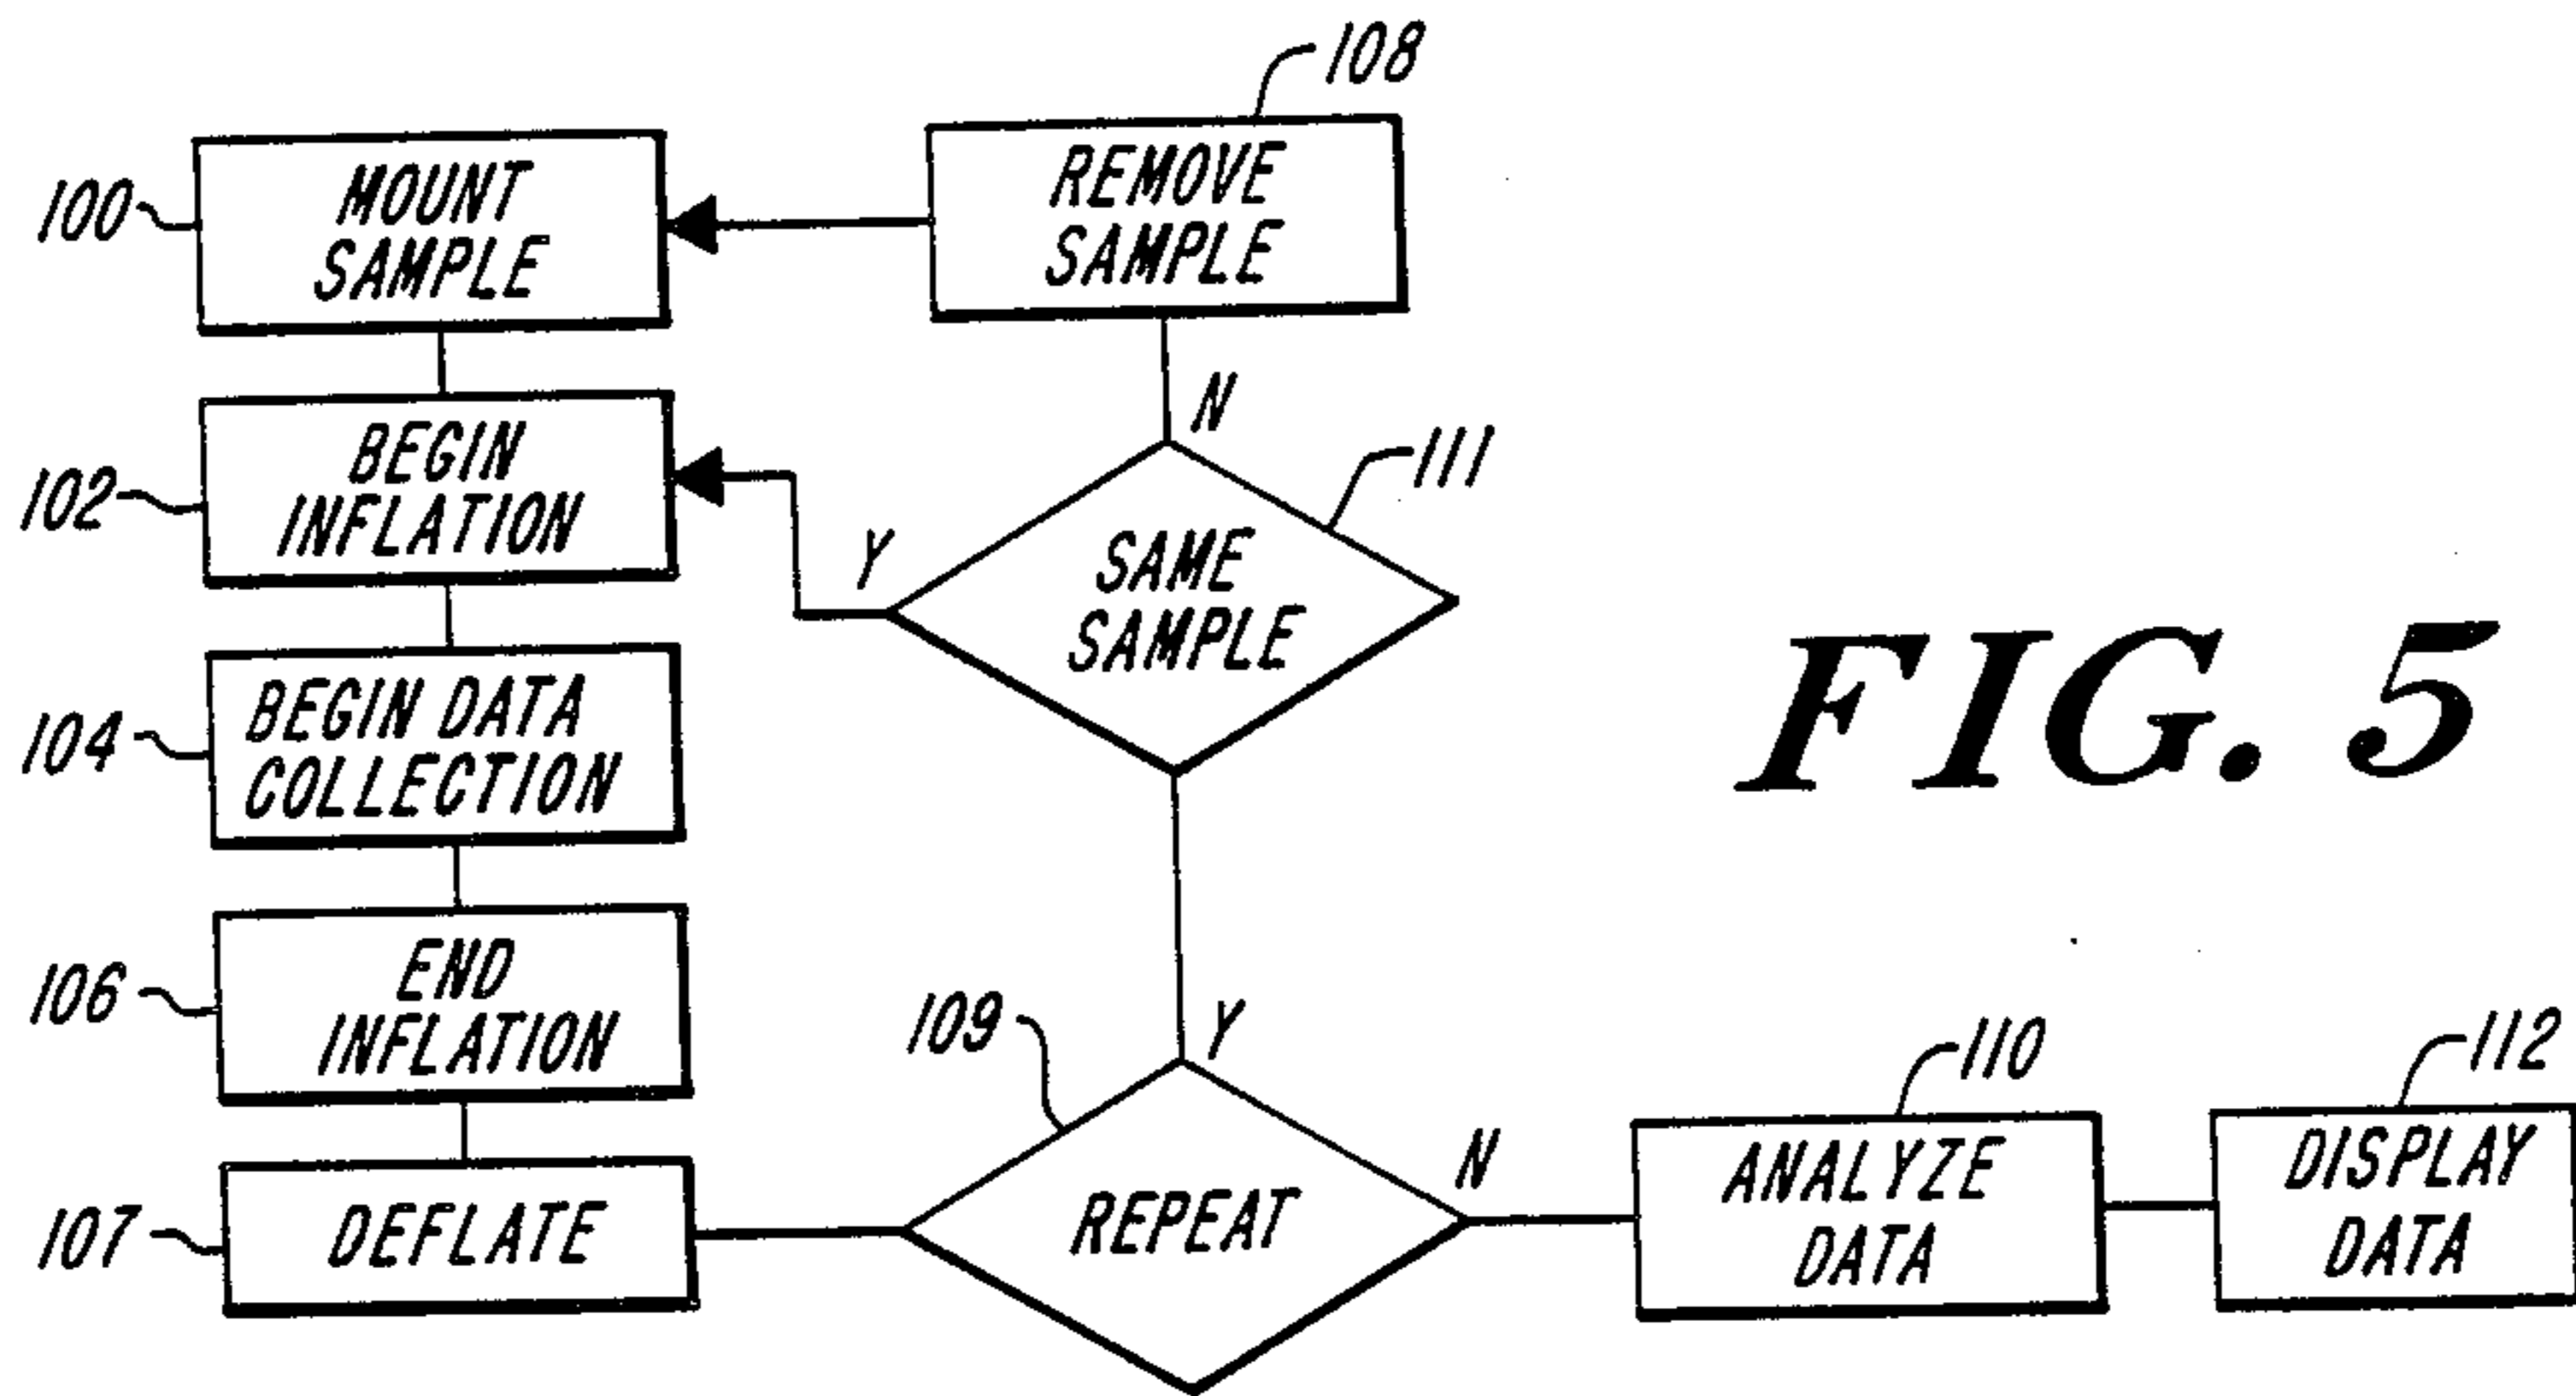 108
100
MOUNT
SAMPLE
REMOVE
SAMPLE
N
111
102
BEGIN
INFLATION
Y
SAME
SAMPLE
104
BEGIN DATA
COLLECTION
FIG. 5
106
END
INFLATION
109
Y
110
112
107
DEFLATE
REPEAT
N
ANALYZE
DATA
DISPLAY
DATA